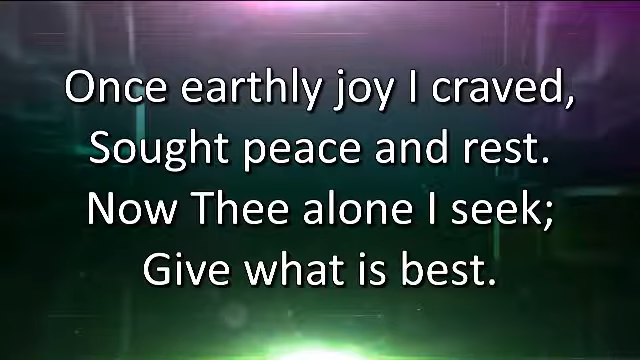 Once earthly joy I craved,
Sought peace and rest.
Now Thee alone I seek;
Give what is best.